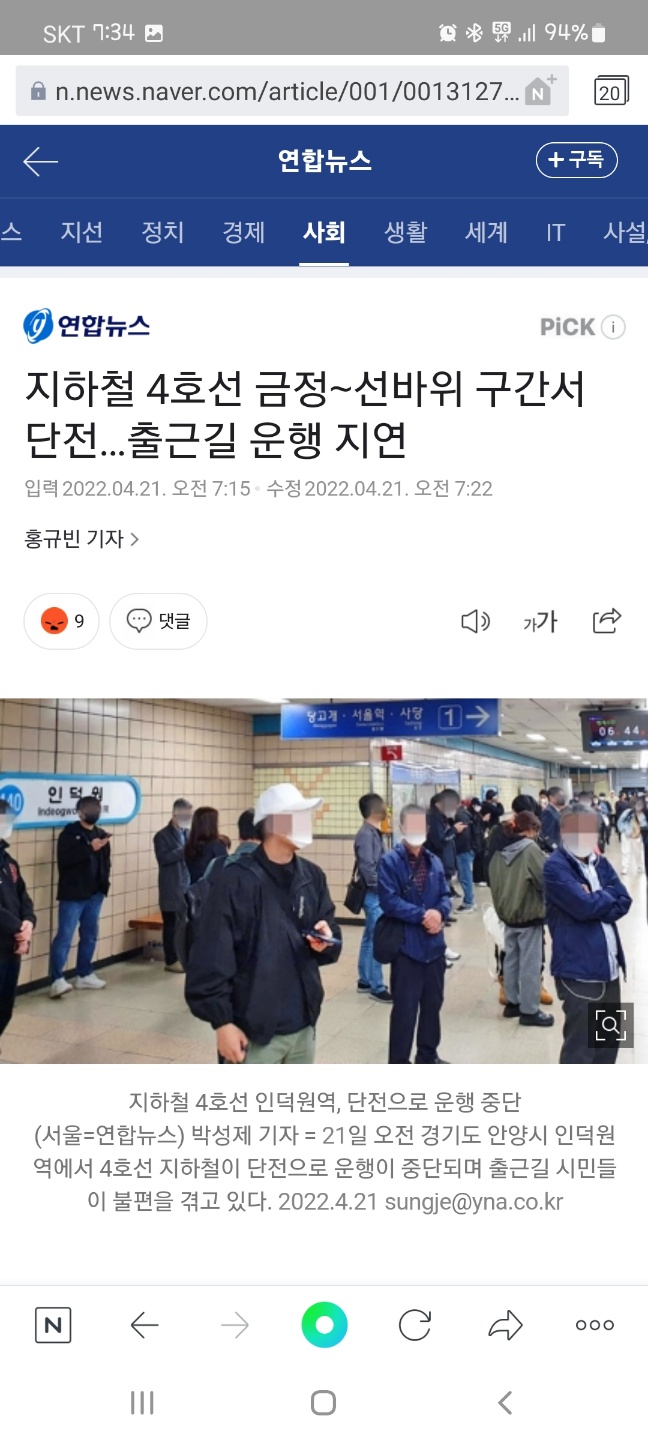 SKT 7:34
5G 94%
n.news.naver.com/article/001/0013127... N+ 20
연합뉴스 + 구독
스 지선 정치 경제 사회 생활 세계 IT 사설/
연합뉴스 PiCK i
지하철 4호선 금정~선바위 구간서
단전...출근길 운행 지연
입력 2022.04.21. 오전 7:15 · 수정 2022.04.21. 오전 7:22
홍규빈 기자 >
9 댓글 가가
당고개 · 서울역 · 사당 1
06.44
인덕원
Indeogwon
지하철 4호선 인덕원역, 단전으로 운행 중단
(서울=연합뉴스) 박성제 기자 = 21일 오전 경기도 안양시 인덕원
역에서 4호선 지하철이 단전으로 운행이 중단되며 출근길 시민들
이 불편을 겪고 있다. 2022.4.21 sungje@yna.co.kr
N